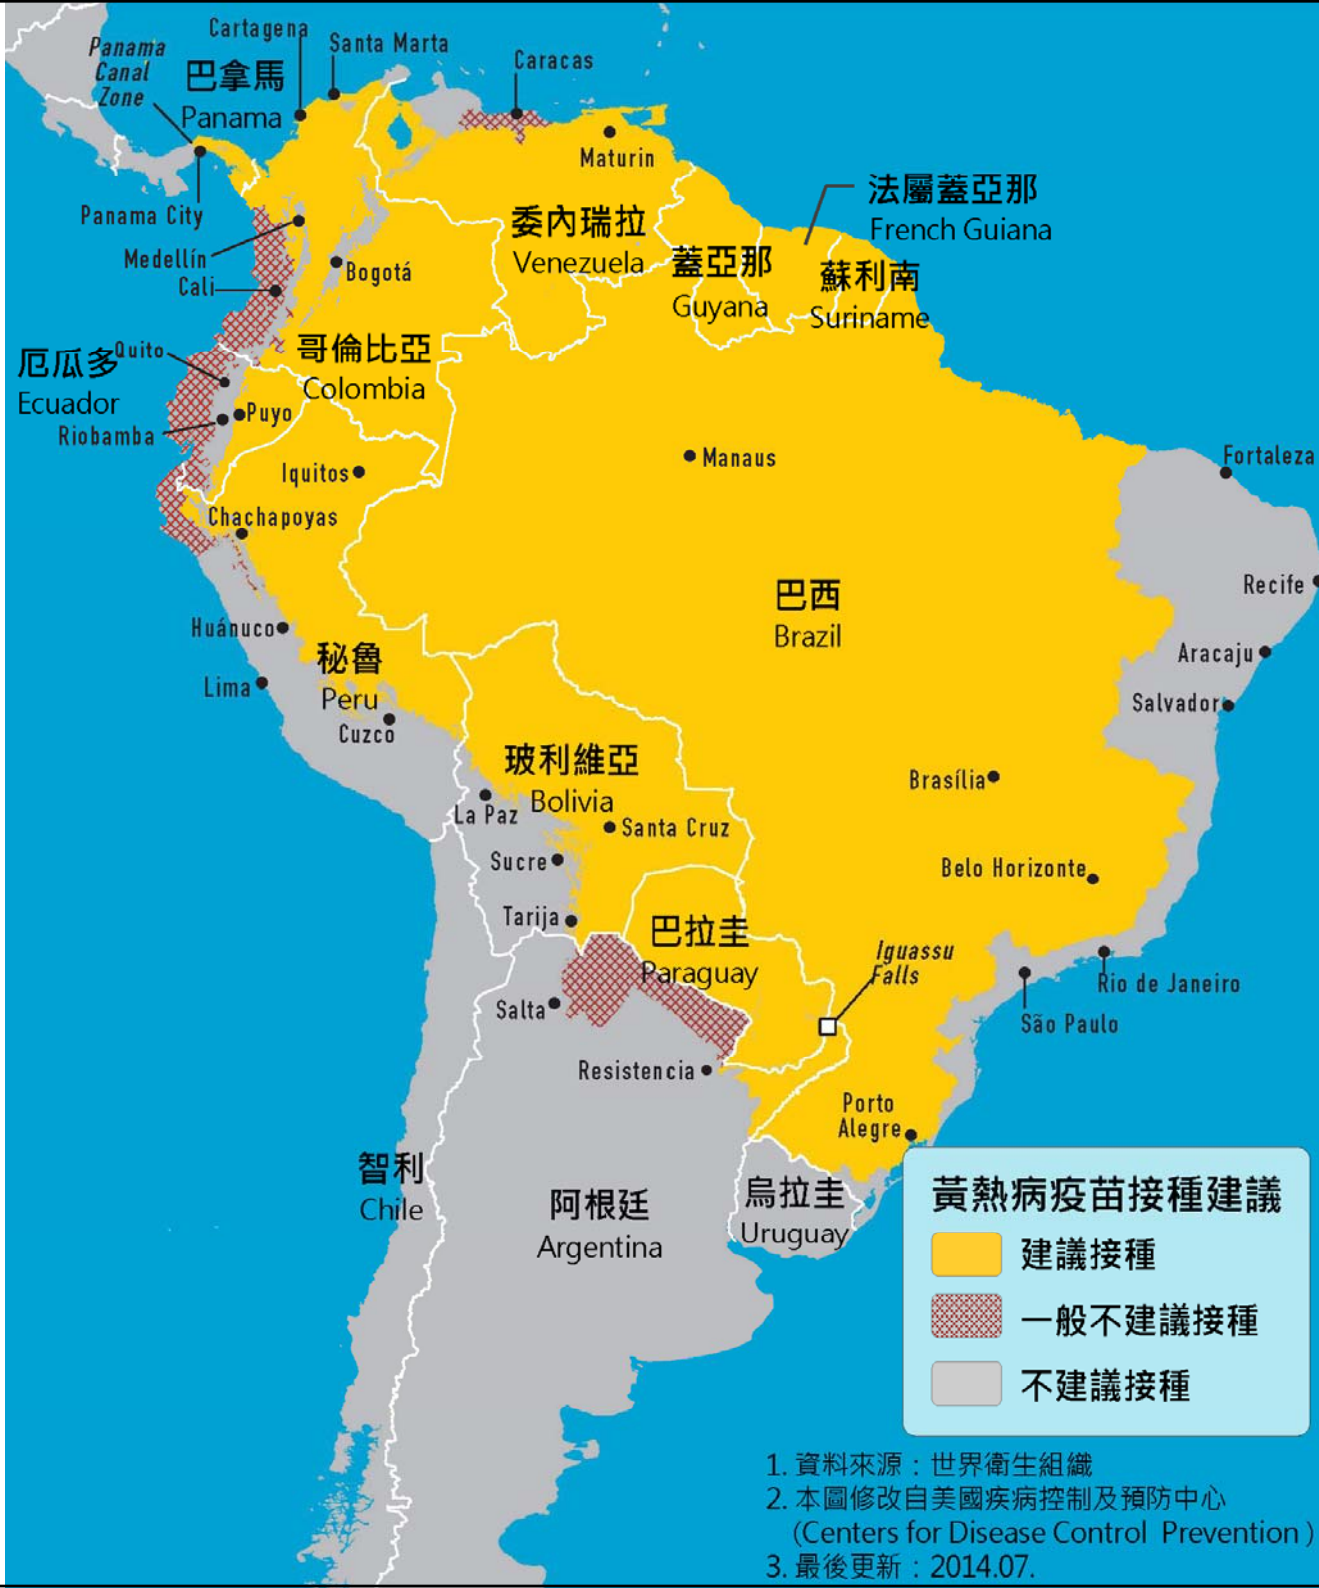 Cartagena
Santa Marta
Panama
Canal
Zone
巴拿馬
Panama
Caracas
Maturin
Panama City
Medellín
Cali
Bogotá
委內瑞拉
Venezuela
法屬蓋亞那
French Guiana
蓋亞那
Guyana
蘇利南
Suriname
哥倫比亞
Colombia
厄瓜多
Ecuador
Quito
Puyo
Riobamba
Iquitos
Manaus
Fortaleza
Chachapoyas
巴西
Brazil
Recife
Huánuco
秘魯
Peru
Aracaju
Lima
Salvador
Cuzco
玻利維亞
Bolivia
Brasília
La Paz
Santa Cruz
Sucre
Belo Horizonte
Tarija
巴拉圭
Paraguay
Iguassu
Falls
Rio de Janeiro
Salta
São Paulo
Resistencia
Porto
Alegre
智利
Chile
阿根廷
Argentina
烏拉圭
Uruguay
黃熱病疫苗接種建議
建議接種
一般不建議接種
不建議接種
1. 資料來源：世界衛生組織
2. 本圖修改自美國疾病控制及預防中心
(Centers for Disease Control Prevention )
3. 最後更新：2014.07.